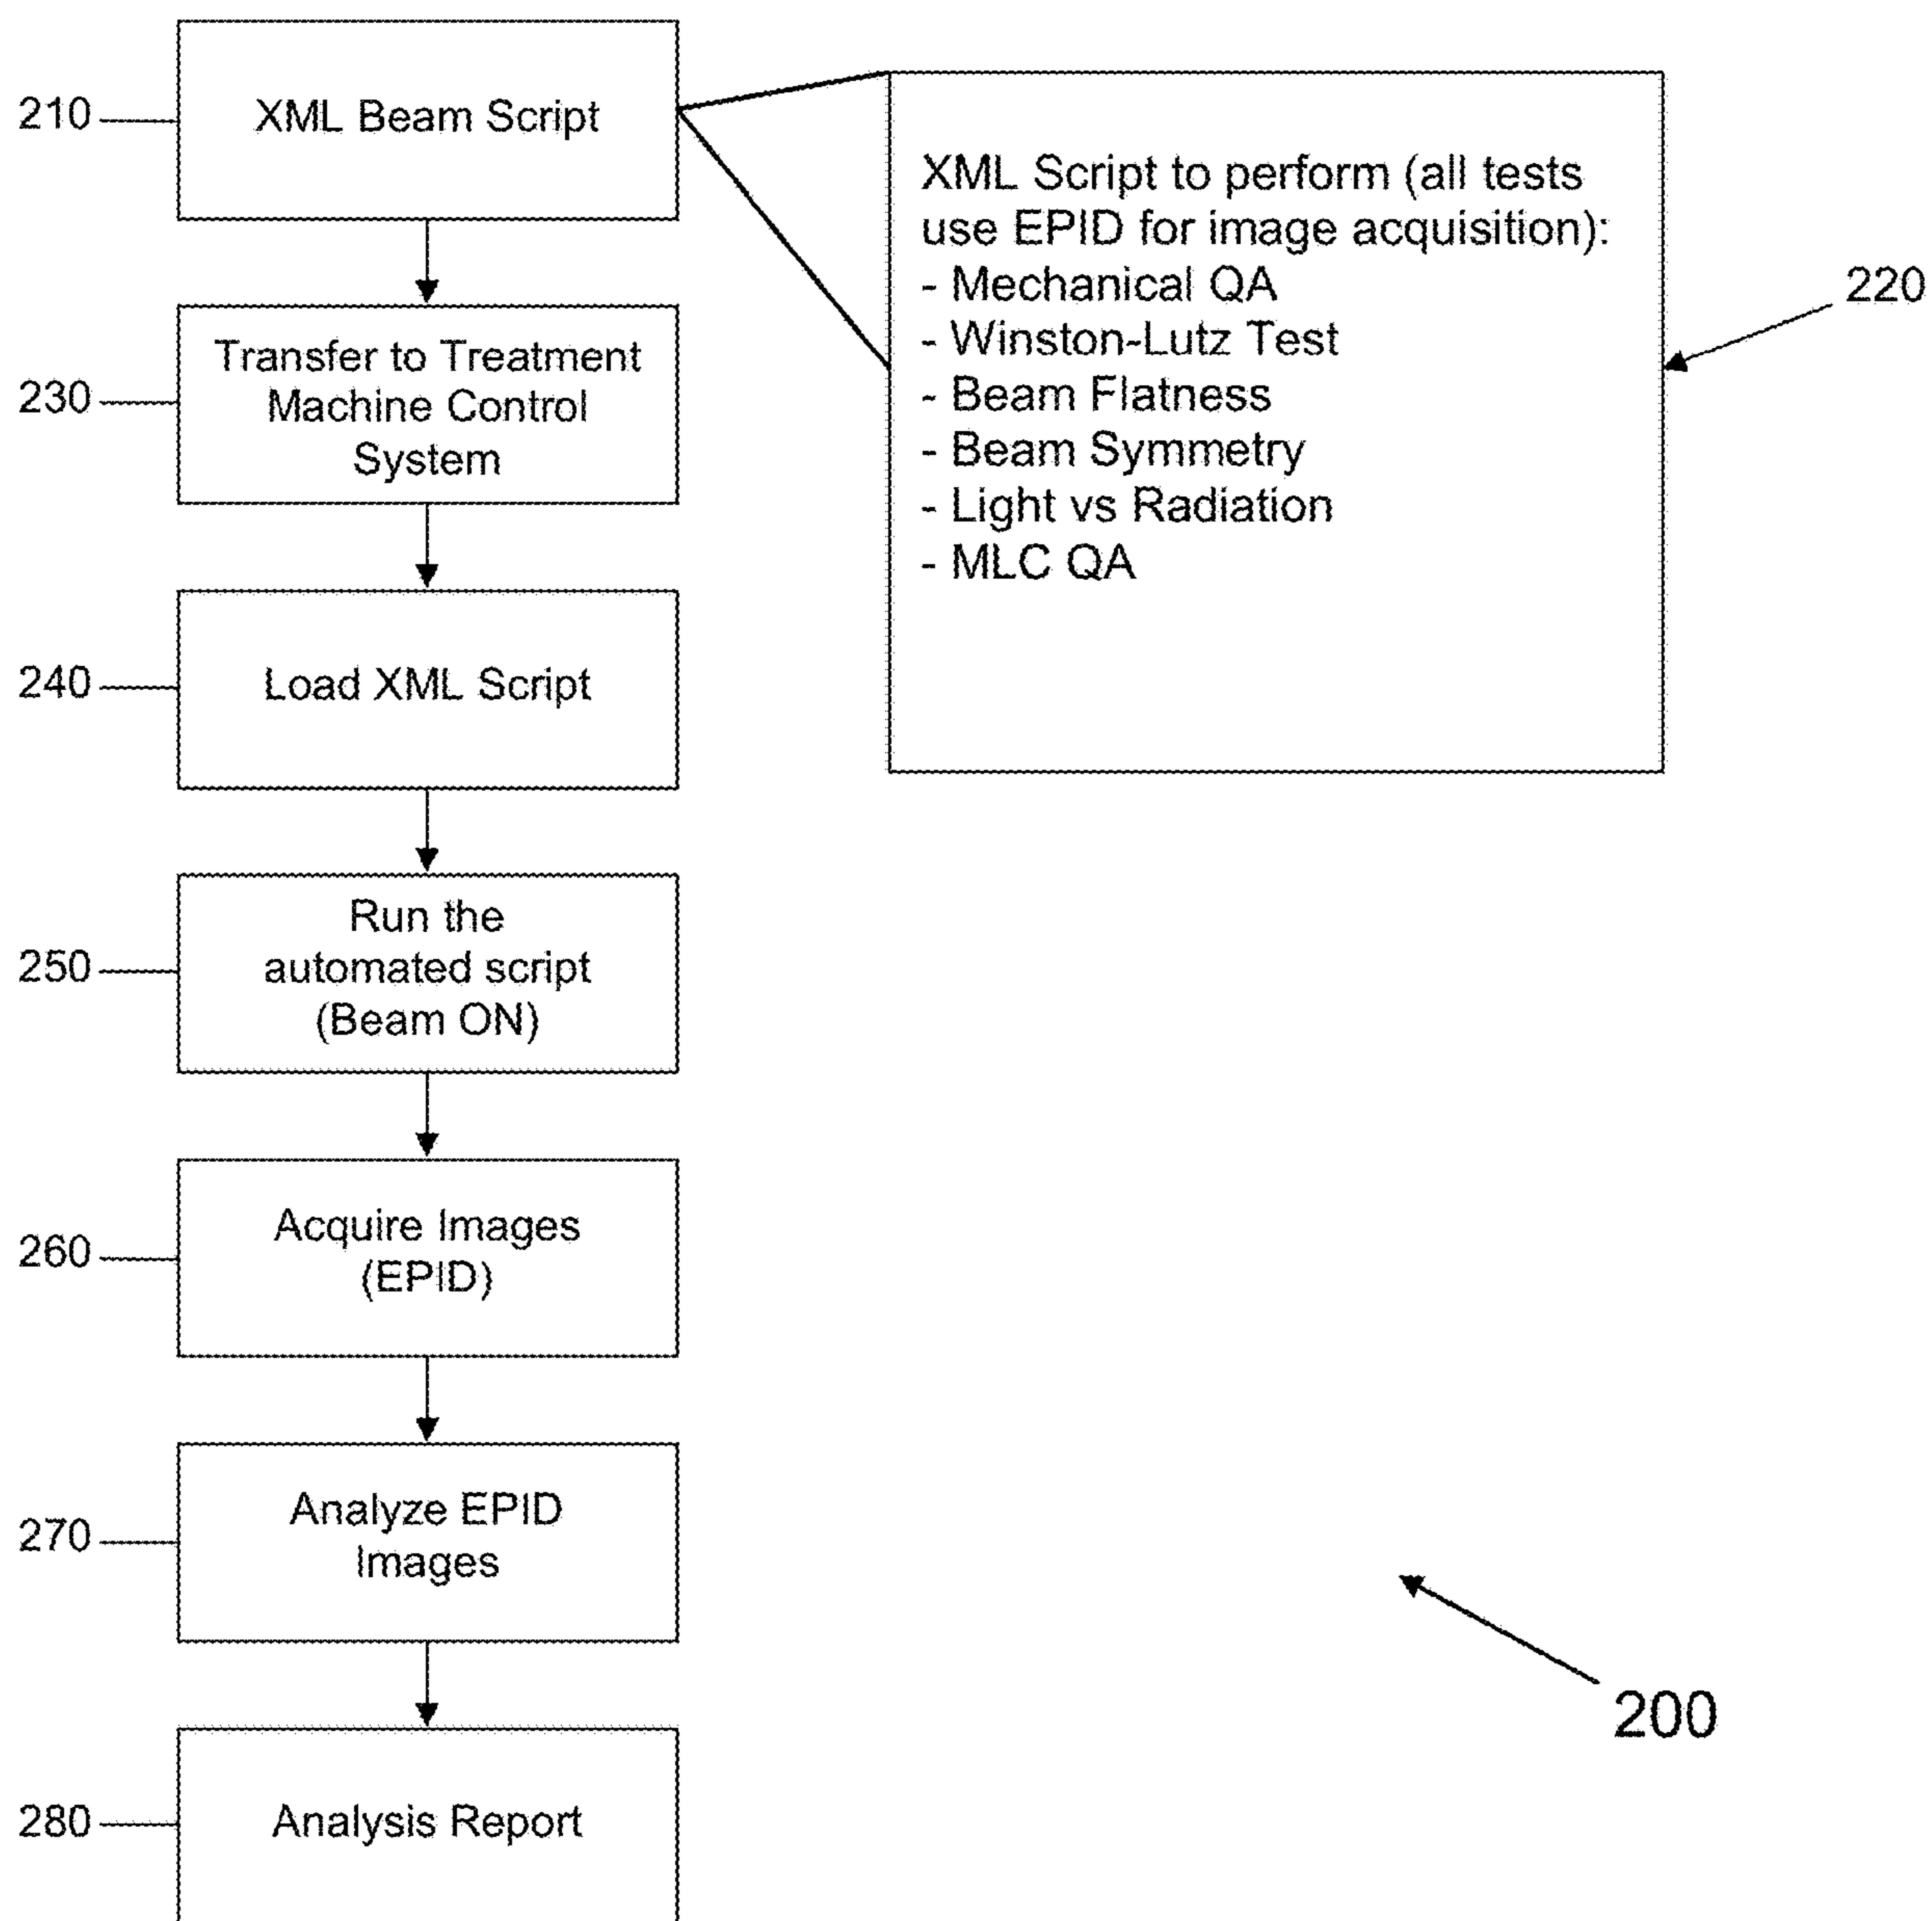 210
XML Beam Script
XML Script to perform (all tests
use EPID for image acquisition):
- Mechanical QA
- Winston-Lutz Test
- Beam Flatness
- Beam Symmetry
- Light vs Radiation
- MLC QA
220
230
Transfer to Treatment
Machine Control
System
240
Load XML Script
250
Run the
automated script
(Beam ON)
260
Acquire Images
(EPID)
270
Analyze EPID
Images
200
280
Analysis Report